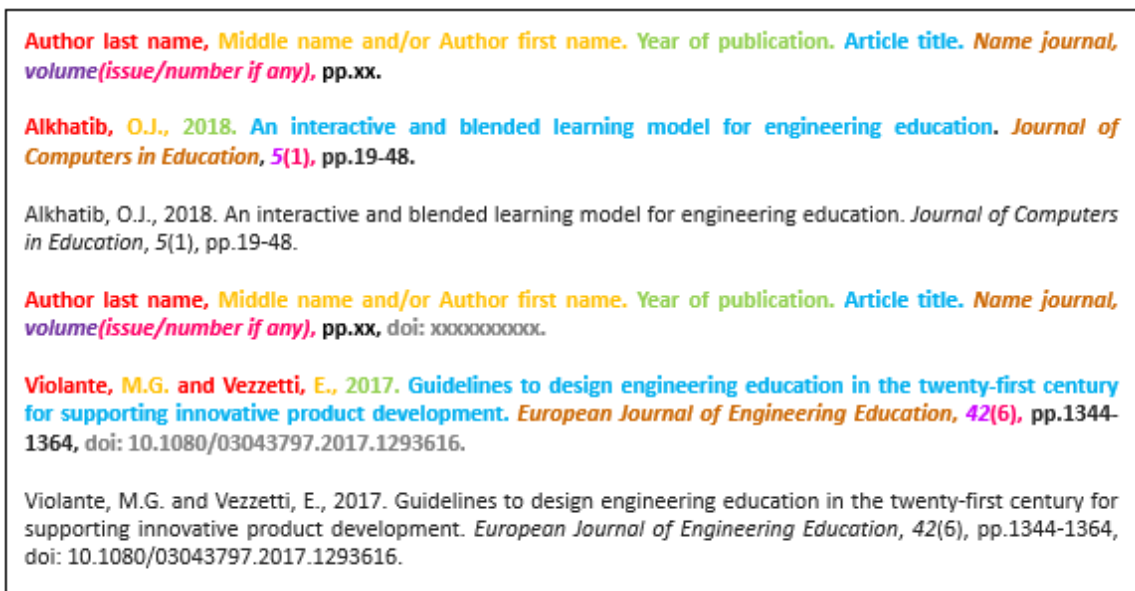 Author last name, Middle name and/or Author first name. Year of publication. Article title. Name journal,
volume(issue/number if any), pp.xx.
Alkhatib, O.J., 2018. An interactive and blended learning model for engineering education. Journal of
Computers in Education, 5(1), pp.19-48.
Alkhatib, O.J., 2018. An interactive and blended learning model for engineering education. Journal of Computers
in Education, 5(1), pp.19-48.
Author last name, Middle name and/or Author first name. Year of publication. Article title. Name journal,
volume(issue/number if any), pp.xx, doi: xxxxxxxxxx.
Violante, M.G. and Vezzetti, E., 2017. Guidelines to design engineering education in the twenty-first century
for supporting innovative product development. European Journal of Engineering Education, 42(6), pp.1344-
1364, doi: 10.1080/03043797.2017.1293616.
Violante, M.G. and Vezzetti, E., 2017. Guidelines to design engineering education in the twenty-first century for
supporting innovative product development. European Journal of Engineering Education, 42(6), pp.1344-1364,
doi: 10.1080/03043797.2017.1293616.